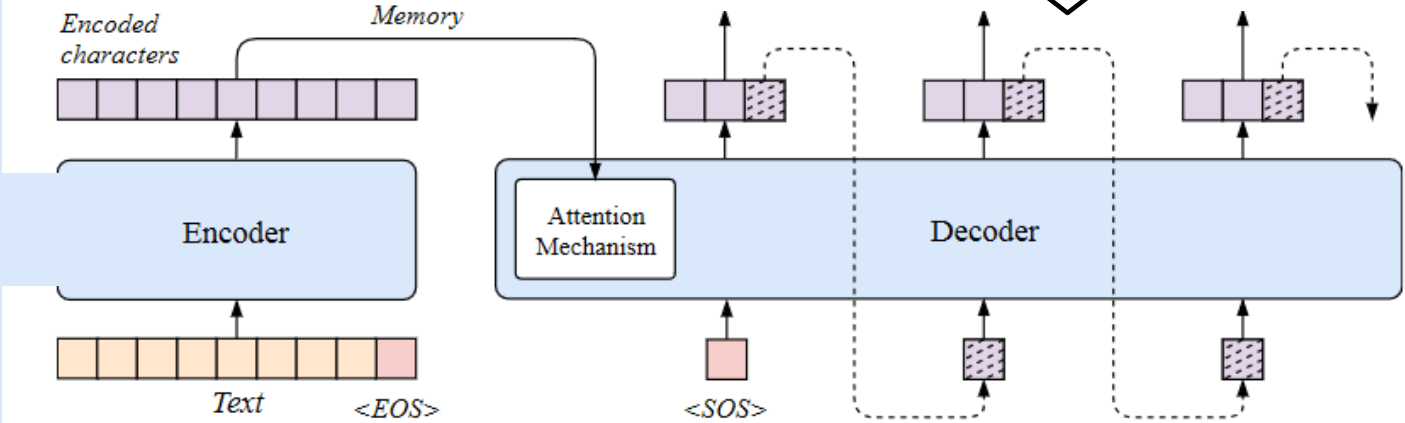 Encoded
characters
Memory
Encoder
Attention
Mechanism
Decoder
Text
<EOS>
<SOS>